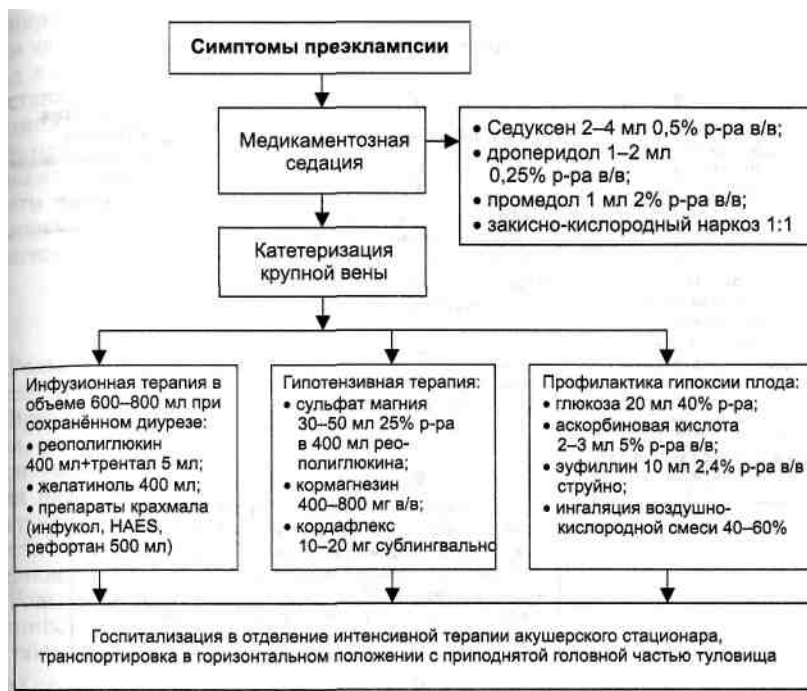 Симптомы преэклампсии
Медикаментозная
седация
• Седуксен 2–4 мл 0,5% р-ра в/в;
• дроперидол 1–2 мл
0,25% р-ра в/в;
• промедол 1 мл 2% р-ра в/в;
• закисно-кислородный наркоз 1:1
Катетеризация
крупной вены
Инфузионная терапия в
объеме 600–800 мл при
сохранённом диурезе:
• реополиглюкин
400 мл+трентал 5 мл;
• желатиноль 400 мл;
• препараты крахмала
(инфукол, HAES,
рефортан 500 мл)
Гипотензивная терапия:
• сульфат магния
30–50 мл 25% р-ра
в 400 мл рео-
полиглюкина;
• кормагнезин
400–800 мг в/в;
• кордафлекс
10–20 мг сублингвально
Профилактика гипоксии плода:
• глюкоза 20 мл 40% р-ра;
• аскорбиновая кислота
2–3 мл 5% р-ра в/в;
• эуфиллин 10 мл 2,4% р-ра в/в
струйно;
• ингаляция воздушно-
кислородной смеси 40–60%
Госпитализация в отделение интенсивной терапии акушерского стационара,
транспортировка в горизонтальном положении с приподнятой головной частью туловища